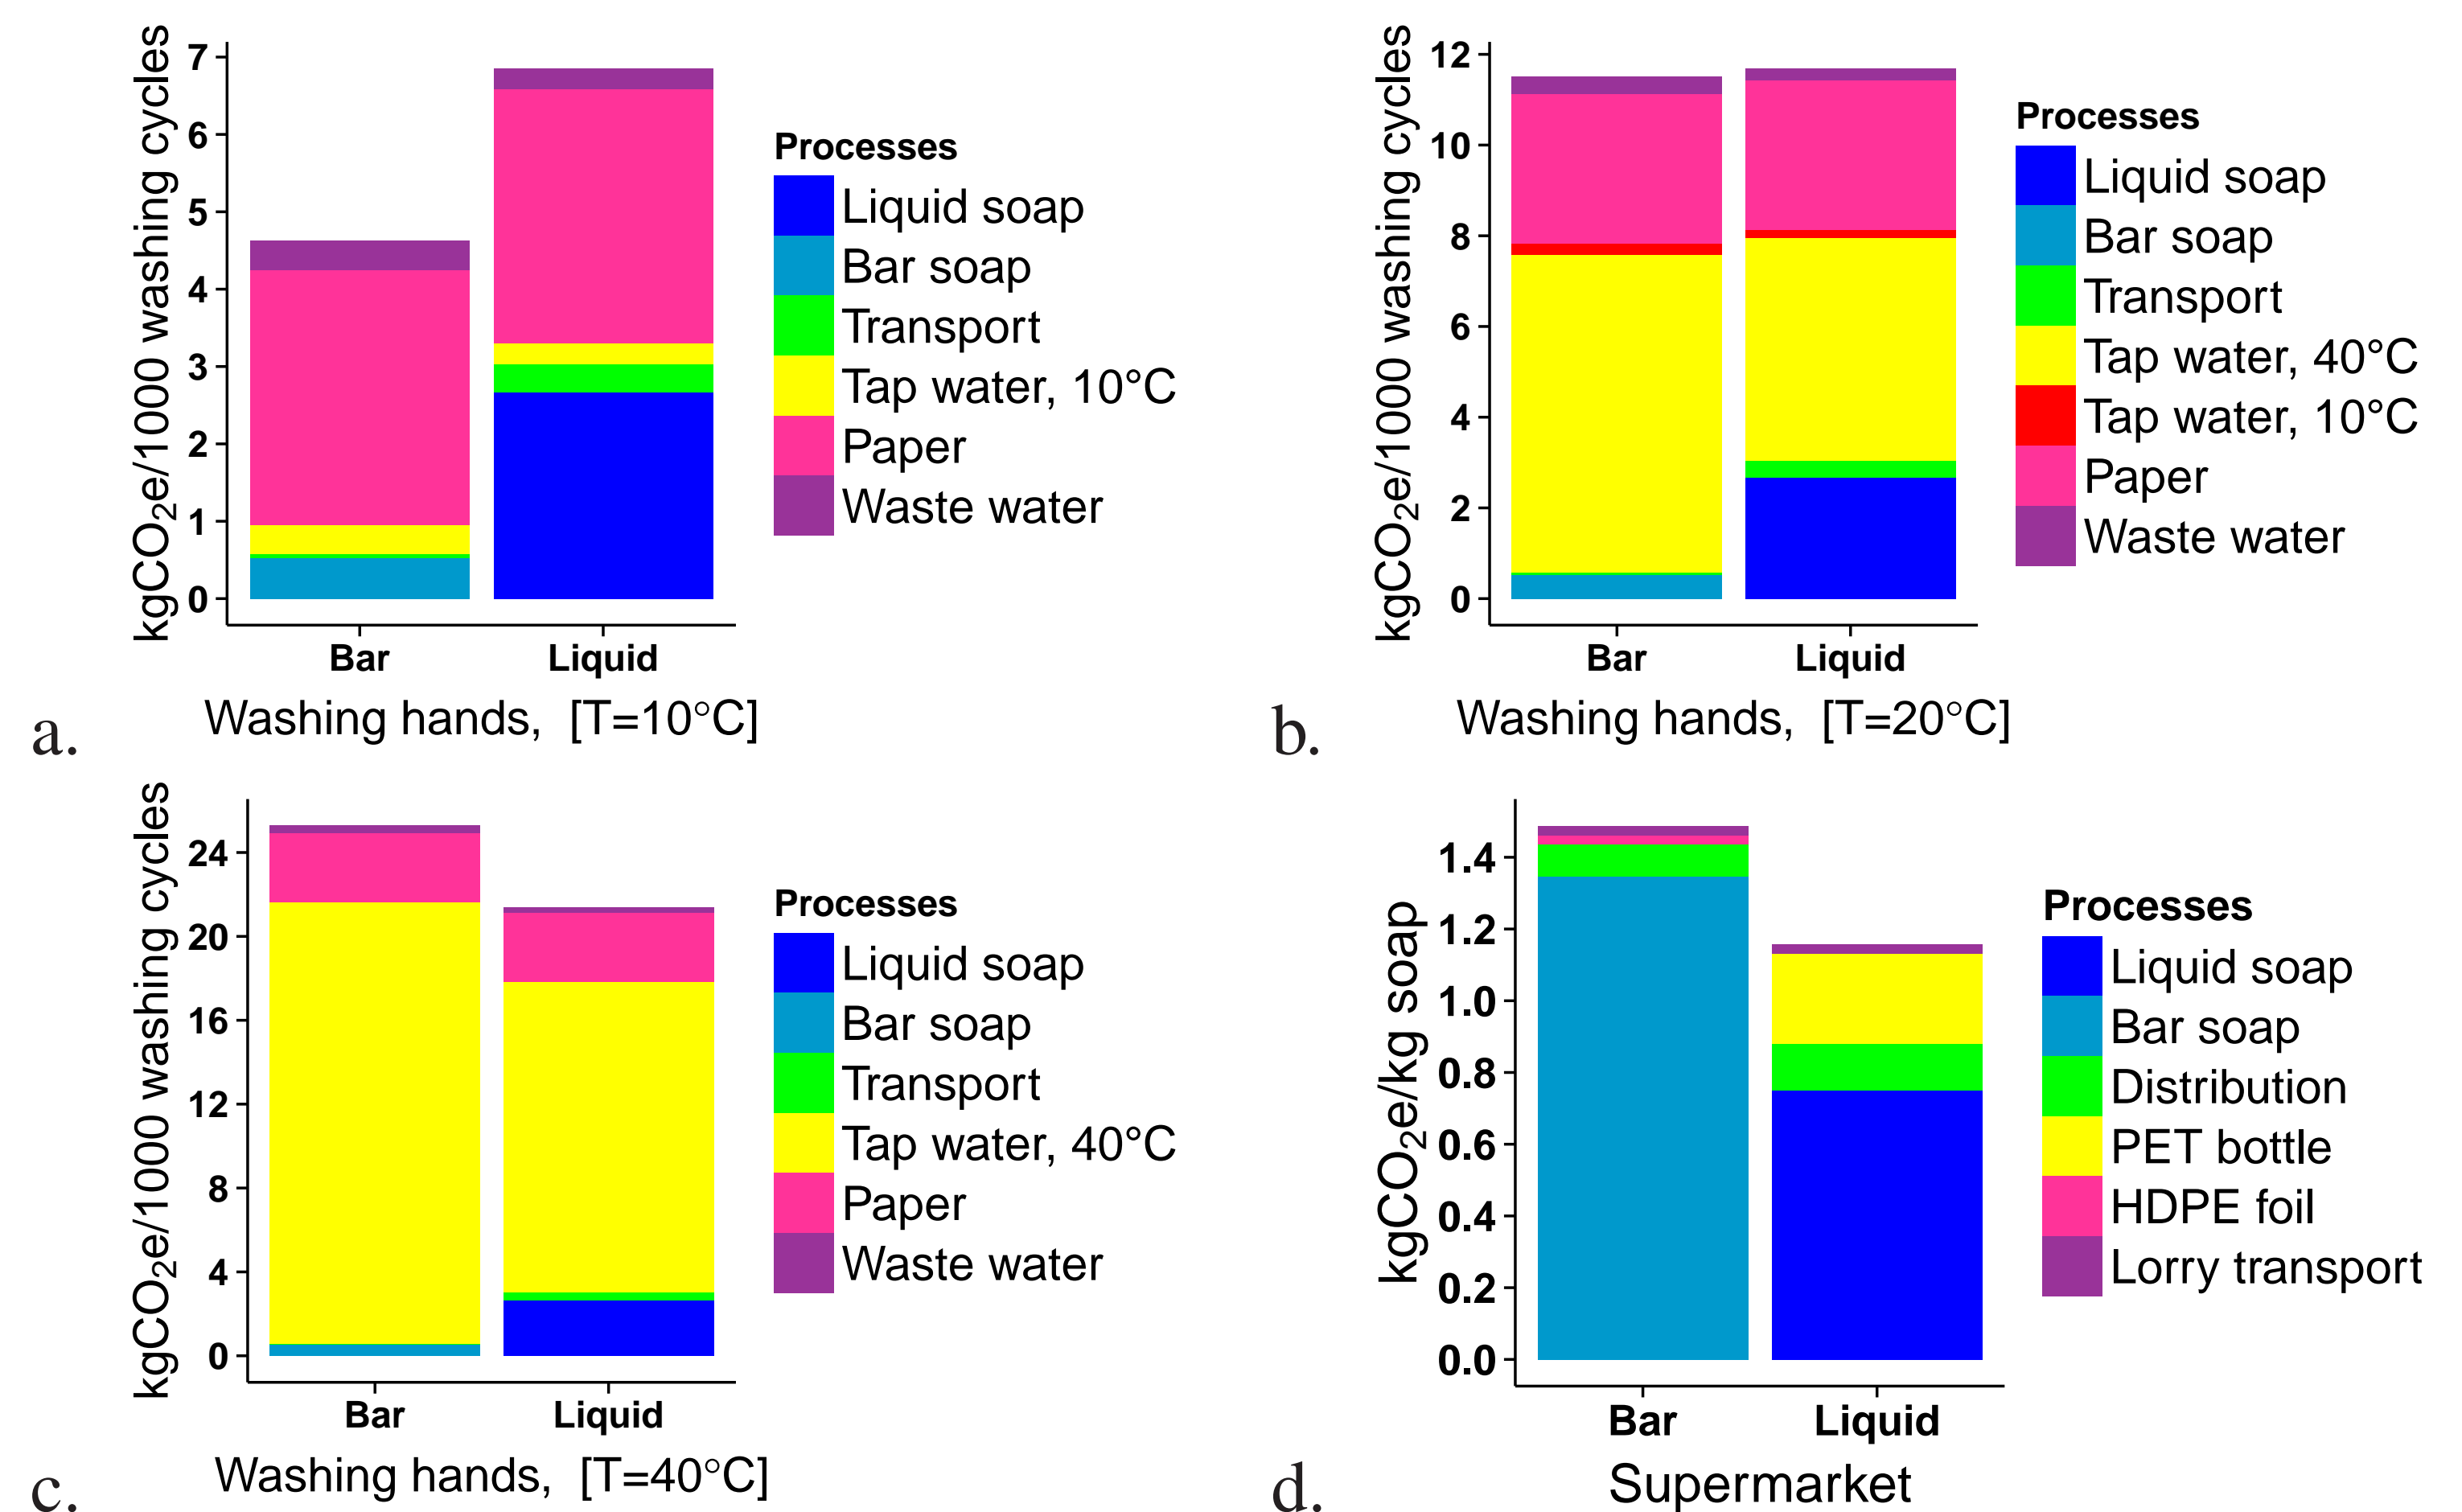 kgCO₂e/1000 washing cycles
7
6
5
4
3
2
1
0
Bar Liquid
Washing hands, [T=10°C]
Processes
Liquid soap
Bar soap
Transport
Tap water, 10°C
Paper
Waste water
a.
kgCO₂e/1000 washing cycles
12
10
8
6
4
2
0
Bar Liquid
Washing hands, [T=20°C]
Processes
Liquid soap
Bar soap
Transport
Tap water, 40°C
Tap water, 10°C
Paper
Waste water
b.
kgCO₂e/1000 washing cycles
24
20
16
12
8
4
0
Bar Liquid
Washing hands, [T=40°C]
Processes
Liquid soap
Bar soap
Transport
Tap water, 40°C
Paper
Waste water
c.
kgCO₂e/kg soap
1.4
1.2
1.0
0.8
0.6
0.4
0.2
0.0
Bar Liquid
Supermarket
Processes
Liquid soap
Bar soap
Distribution
PET bottle
HDPE foil
Lorry transport
d.